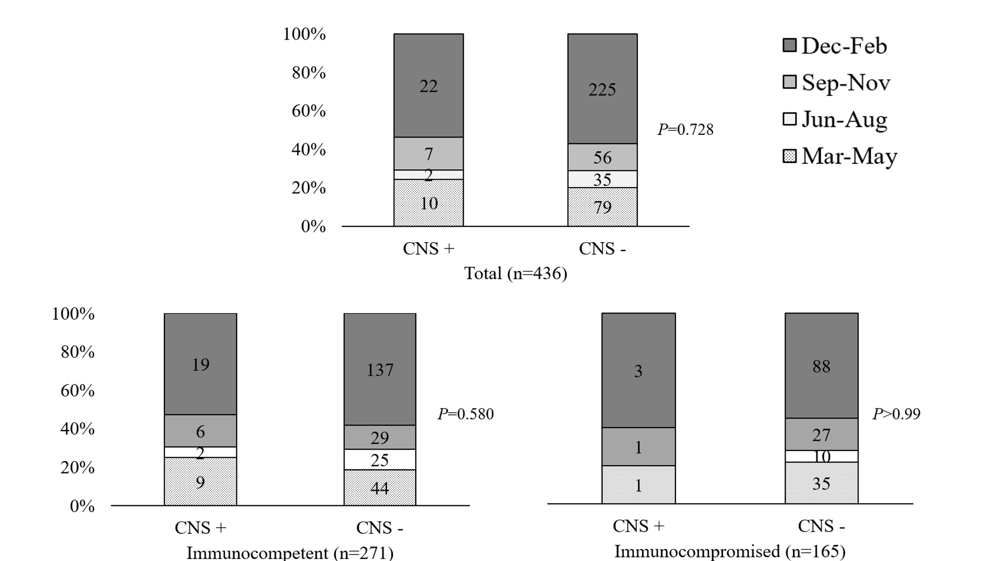 100%
80%
60%
40%
20%
0%
22
7
2
10
225
56
35
79
P=0.728
CNS +
CNS -
Total (n=436)
Dec-Feb
Sep-Nov
Jun-Aug
Mar-May
100%
80%
60%
40%
20%
0%
19
6
2
9
137
29
25
44
P=0.580
CNS +
CNS -
Immunocompetent (n=271)
3
1
1
88
27
10
35
P>0.99
CNS +
CNS -
Immunocompromised (n=165)